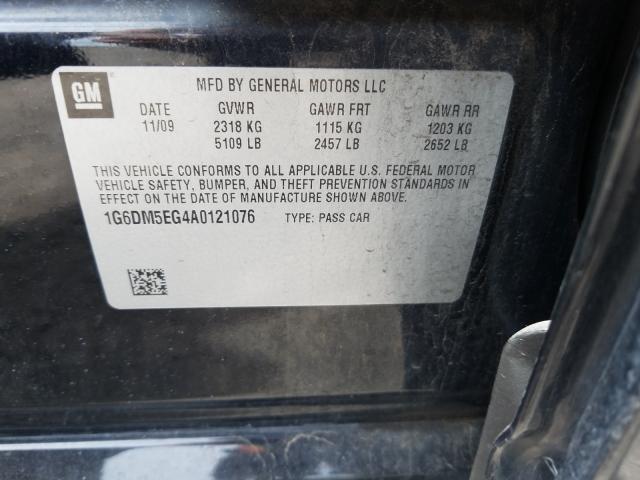 GM
MFD BY GENERAL MOTORS LLC
DATE GVWR GAWR FRT GAWR RR
11/09 2318 KG 1115 KG 1203 KG
5109 LB 2457 LB 2652 LB
THIS VEHICLE CONFORMS TO ALL APPLICABLE U.S. FEDERAL MOTOR
VEHICLE SAFETY, BUMPER, AND THEFT PREVENTION STANDARDS IN
EFFECT ON THE DATE OF MANUFACTURE SHOWN ABOVE.
1G6DM5EG4A0121076 TYPE: PASS CAR